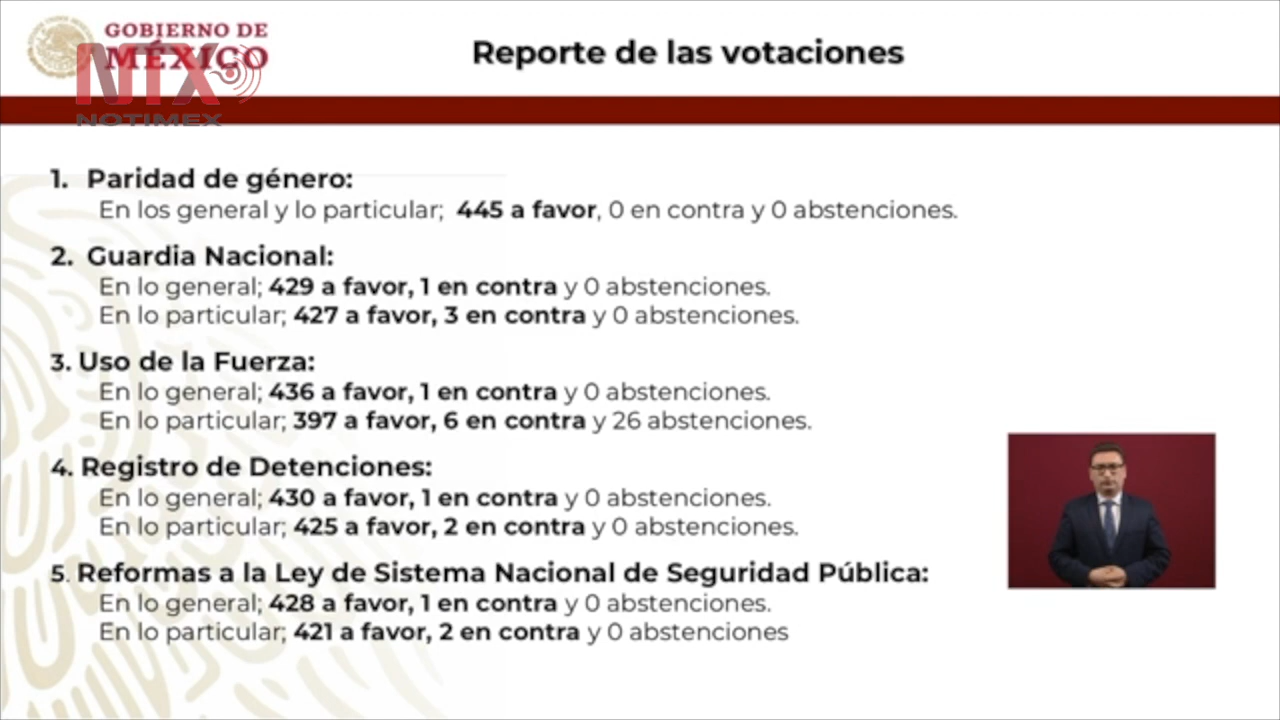 GOBIERNO DE
MÉXICO
NTX
NOTIMEX
Reporte de las votaciones
1. Paridad de género:
En los general y lo particular; 445 a favor, 0 en contra y 0 abstenciones.
2. Guardia Nacional:
En lo general; 429 a favor, 1 en contra y 0 abstenciones.
En lo particular; 427 a favor, 3 en contra y 0 abstenciones.
3. Uso de la Fuerza:
En lo general; 436 a favor, 1 en contra y 0 abstenciones.
En lo particular; 397 a favor, 6 en contra y 26 abstenciones.
4. Registro de Detenciones:
En lo general; 430 a favor, 1 en contra y 0 abstenciones.
En lo particular; 425 a favor, 2 en contra y 0 abstenciones.
5. Reformas a la Ley de Sistema Nacional de Seguridad Pública:
En lo general; 428 a favor, 1 en contra y 0 abstenciones.
En lo particular; 421 a favor, 2 en contra y 0 abstenciones